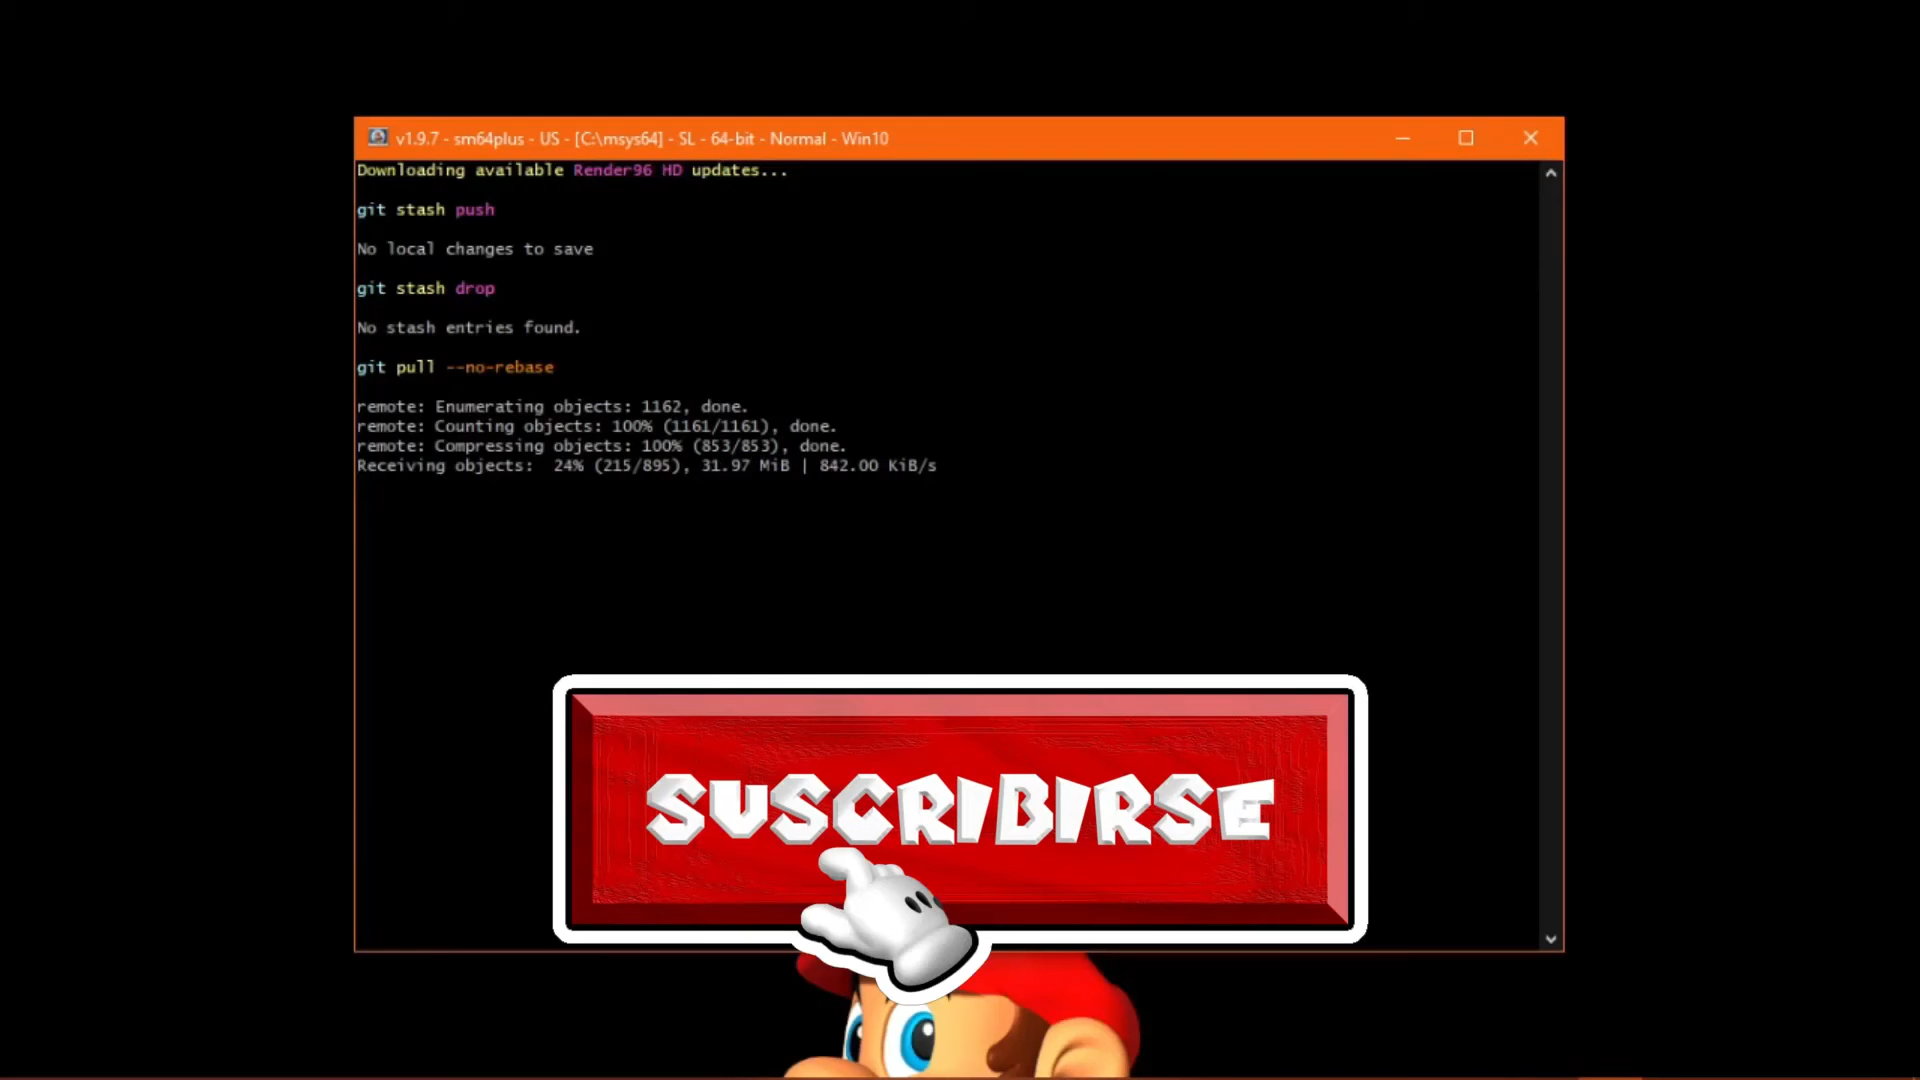 v1.9.7 - sm64plus - US - [C:\msys64] - SL - 64-bit - Normal - Win10
Downloading available Render96 HD updates...
git stash push
No local changes to save
git stash drop
No stash entries found.
git pull --no-rebase
remote: Enumerating objects: 1162, done.
remote: Counting objects: 100% (1161/1161), done.
remote: Compressing objects: 100% (853/853), done.
Receiving objects:  24% (215/895), 31.97 MiB | 842.00 KiB/s
SUSCRIBIRSE